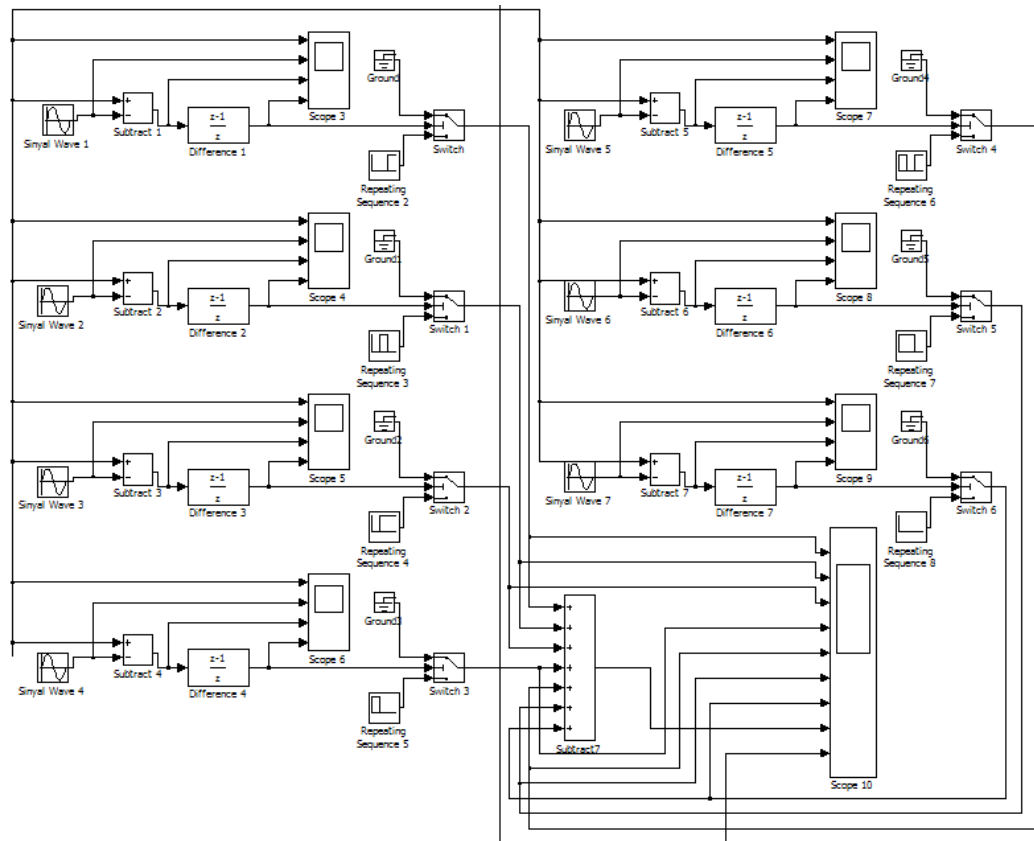 Scope 3
Ground
+
−
Subtract 1
z-1
z
Difference 1
Sinyal Wave 1
Switch
Repeating
Sequence 2
Scope 7
Ground4
+
−
Subtract 5
z-1
z
Difference 5
Sinyal Wave 5
Switch 4
Repeating
Sequence 6
Scope 4
Ground1
+
−
Subtract 2
z-1
z
Difference 2
Sinyal Wave 2
Switch 1
Repeating
Sequence 3
Scope 8
Ground5
+
−
Subtract 6
z-1
z
Difference 6
Sinyal Wave 6
Switch 5
Repeating
Sequence 7
Scope 5
Ground2
+
−
Subtract 3
z-1
z
Difference 3
Sinyal Wave 3
Switch 2
Repeating
Sequence 4
Scope 9
Ground6
+
−
Subtract 7
z-1
z
Difference 7
Sinyal Wave 7
Switch 6
Repeating
Sequence 8
Scope 6
Ground3
+
−
Subtract 4
z-1
z
Difference 4
Sinyal Wave 4
Switch 3
Repeating
Sequence 5
+
+
+
+
+
+
+
Subtract7
Scope 10